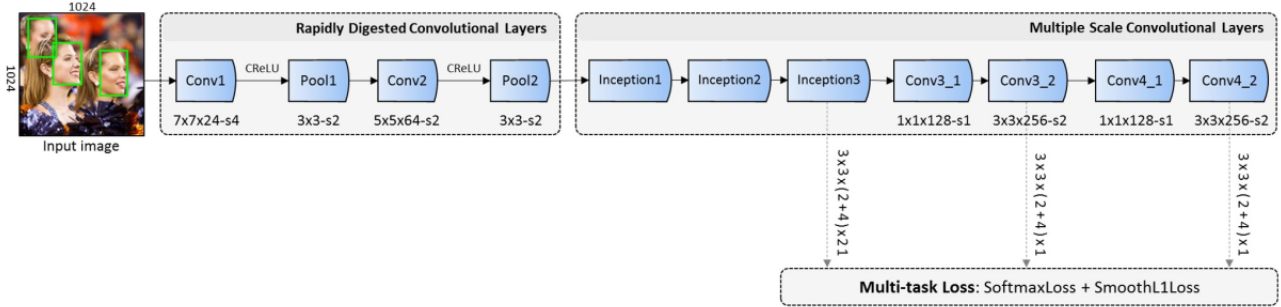 1024
1024
Input image
Rapidly Digested Convolutional Layers
Conv1
CReLU
Pool1
Conv2
CReLU
Pool2
7x7x24-s4
3x3-s2
5x5x64-s2
3x3-s2
Multiple Scale Convolutional Layers
Inception1
Inception2
Inception3
Conv3_1
Conv3_2
Conv4_1
Conv4_2
1x1x128-s1
3x3x256-s2
1x1x128-s1
3x3x256-s2
3x3x(2+4)x21
3x3x(2+4)x1
3x3x(2+4)x1
Multi-task Loss: SoftmaxLoss + SmoothL1Loss